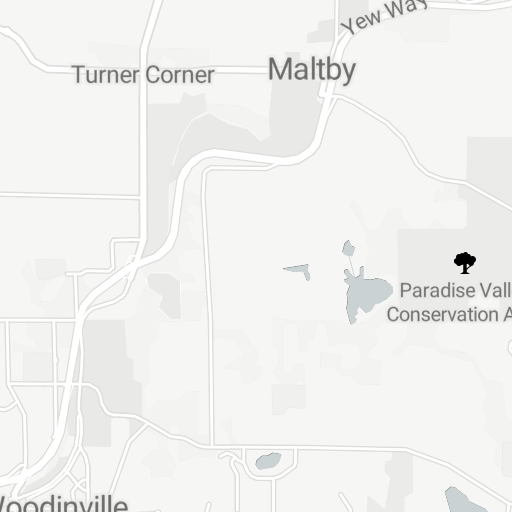 Yew Way
Maltby
Turner Corner
Paradise Vall
Conservation A
Woodinville